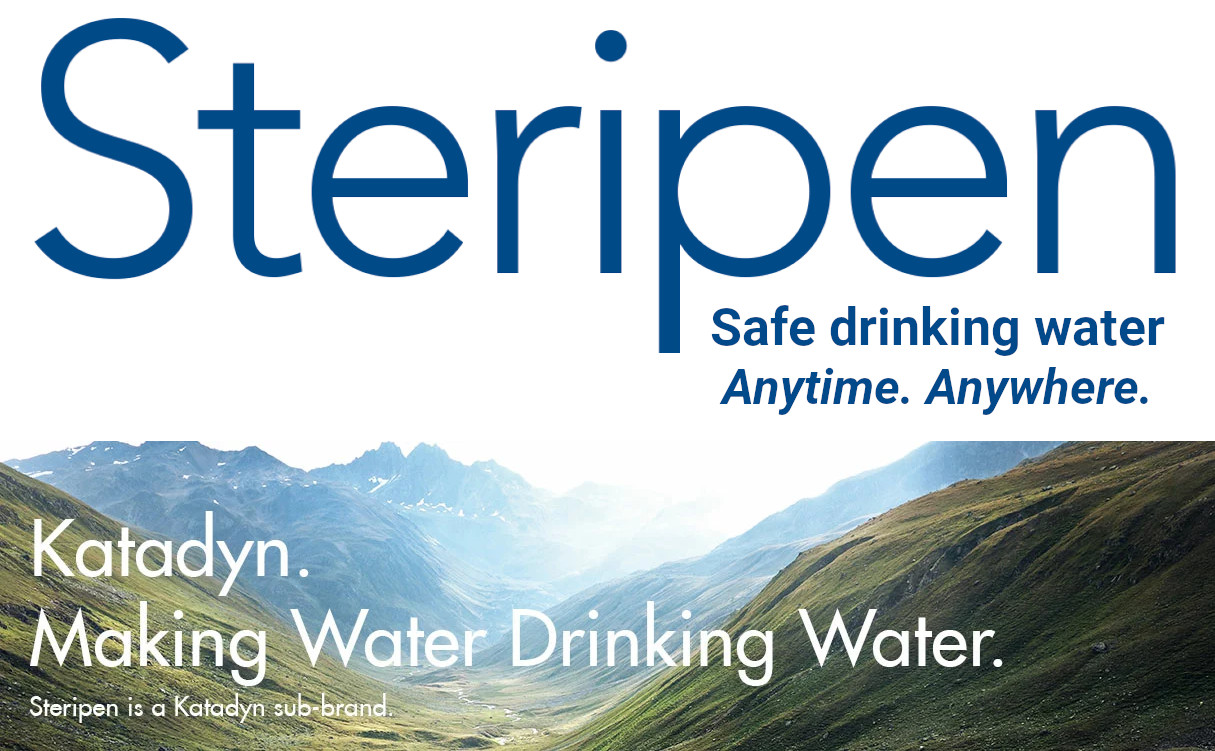 Steripen
Safe drinking water
Anytime. Anywhere.
Katadyn.
Making Water Drinking Water.
Steripen is a Katadyn sub-brand.